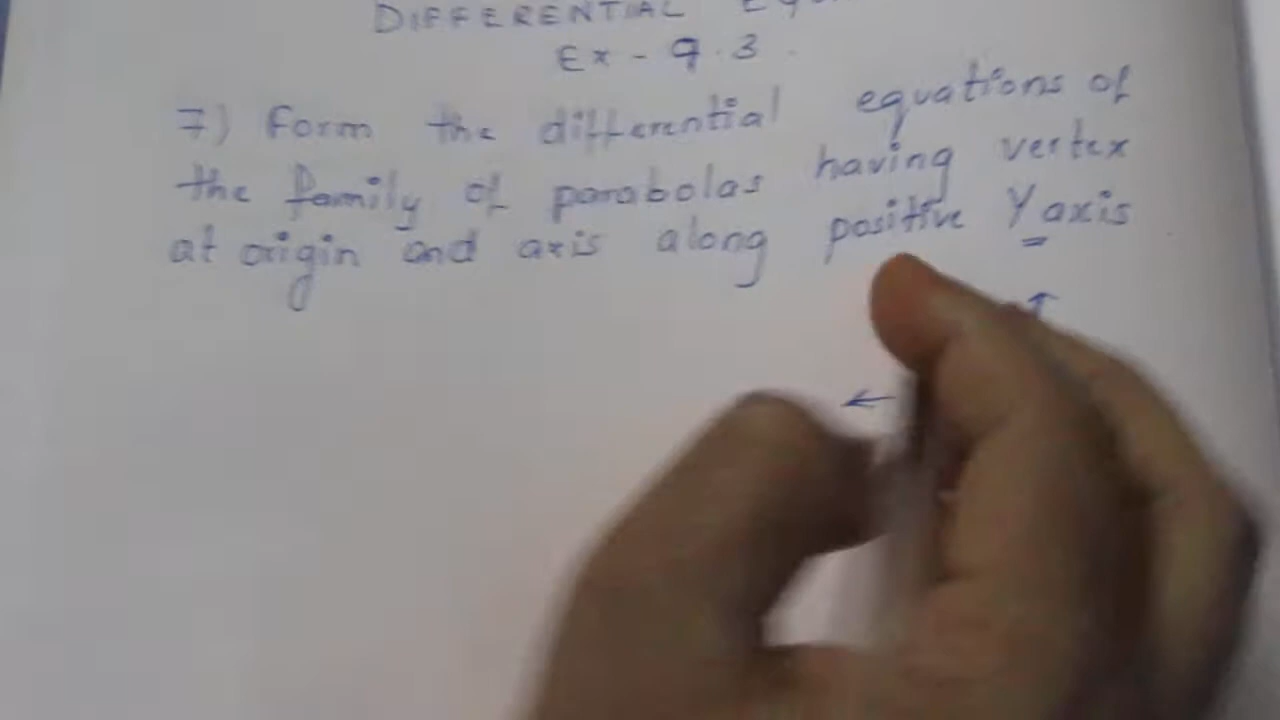 DIFFERENTIAL
Ex - 9.3
7) Form the differential equations of
the family of parabolas having vertex
at origin and axis along positive Y axis